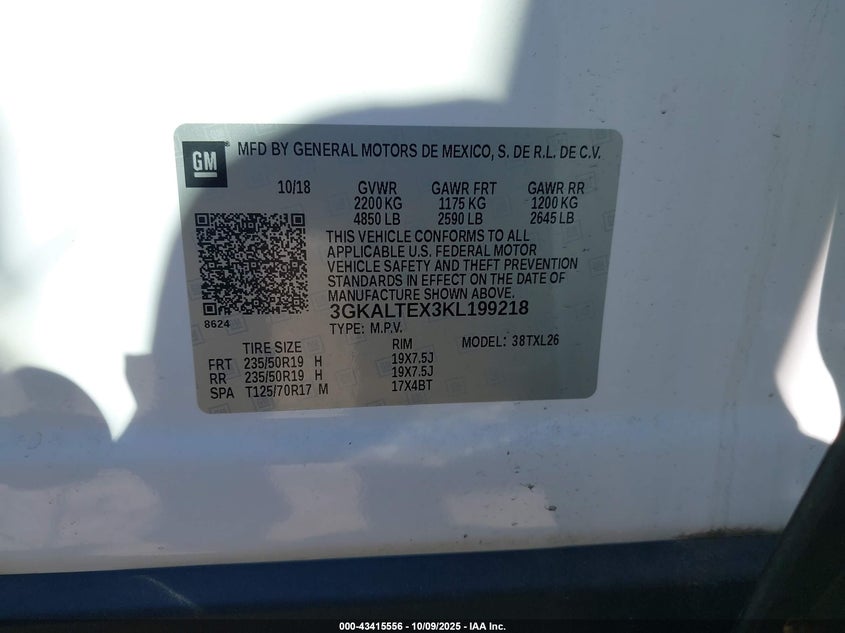 GM
MFD BY GENERAL MOTORS DE MEXICO, S. DE R.L. DE C.V.
10/18 GVWR GAWR FRT GAWR RR
2200 KG 1175 KG 1200 KG
4850 LB 2590 LB 2645 LB
THIS VEHICLE CONFORMS TO ALL
APPLICABLE U.S. FEDERAL MOTOR
VEHICLE SAFETY AND THEFT PREVENTION
STANDARDS IN EFFECT ON THE DATE OF
MANUFACTURE SHOWN ABOVE.
8624
3GKALTEX3KL199218
TYPE: M.P.V.
TIRE SIZE RIM MODEL: 38TXL26
FRT 235/50R19 H 19X7.5J
RR 235/50R19 H 19X7.5J
SPA T125/70R17 M 17X4BT
000-43415556 - 10/09/2025 - IAA Inc.